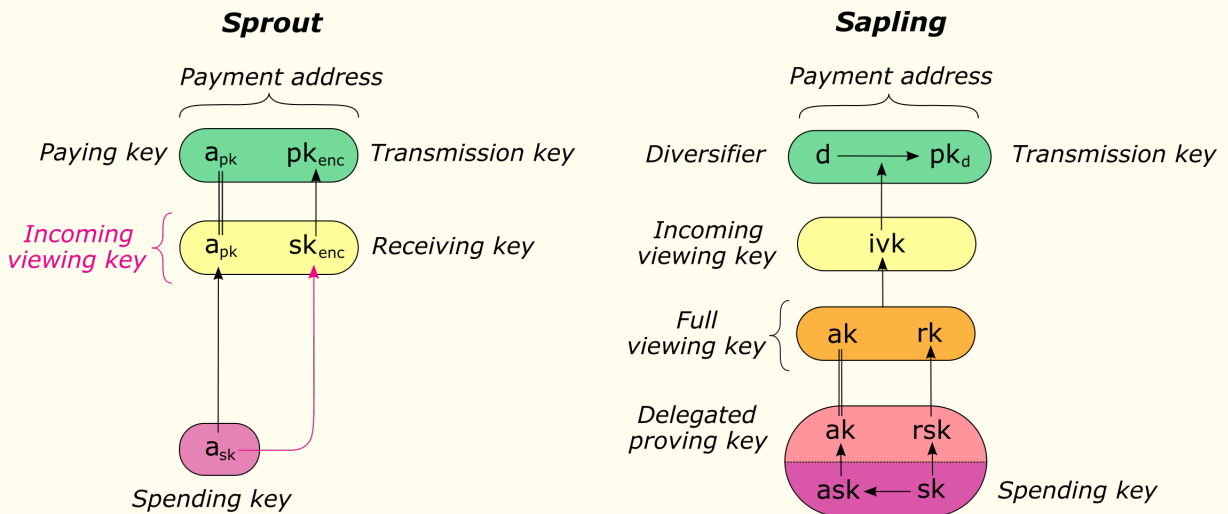 Sprout
Payment address
Paying key
a_pk
pk_enc
Transmission key
Incoming
viewing key
a_pk
sk_enc
Receiving key
a_sk
Spending key
Sapling
Payment address
Diversifier
d
pk_d
Transmission key
Incoming
viewing key
ivk
Full
viewing key
ak
rk
Delegated
proving key
ak
rsk
ask
sk
Spending key